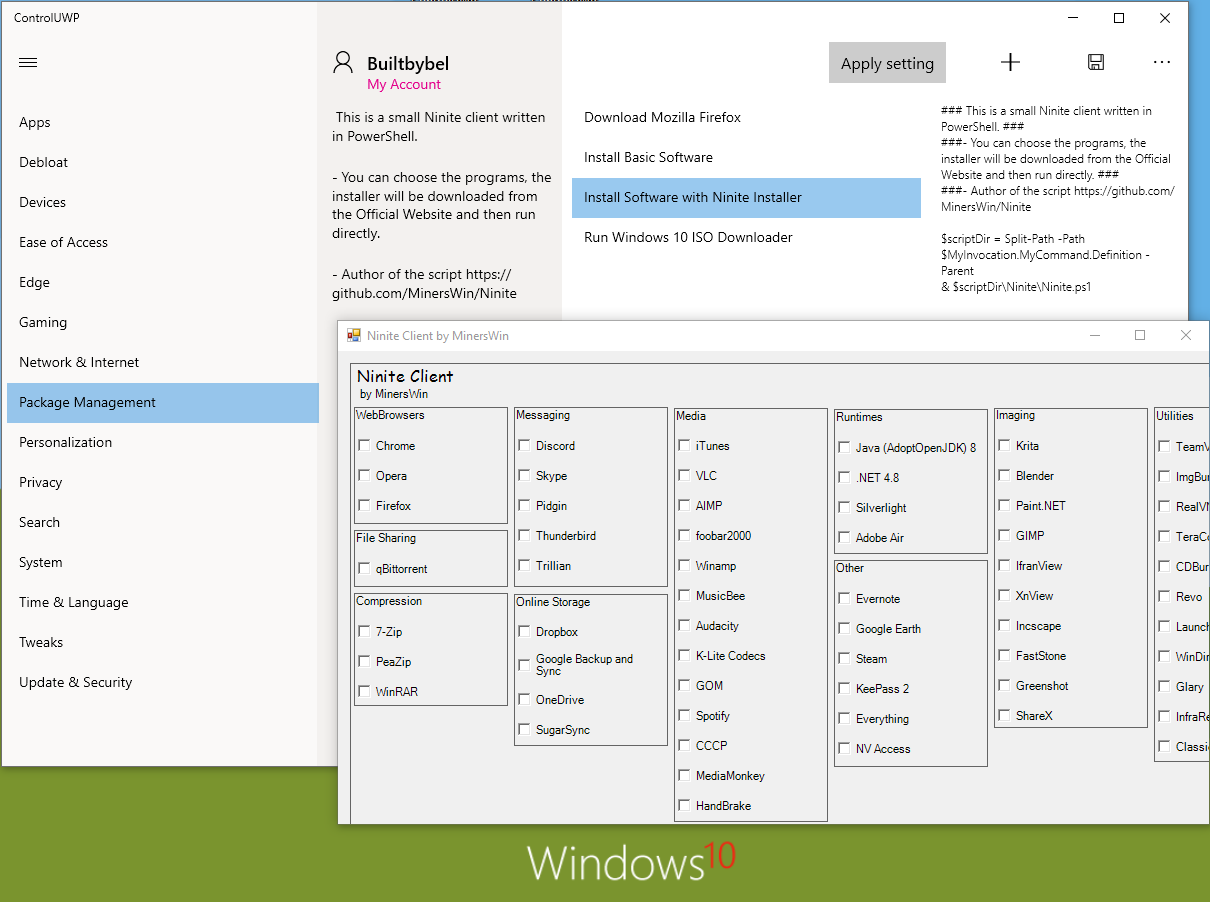 ControlUWP
Builtbybel
My Account
Apply setting
Apps
Debloat
Devices
Ease of Access
Edge
Gaming
Network & Internet
Package Management
Personalization
Privacy
Search
System
Time & Language
Tweaks
Update & Security
This is a small Ninite client written
in PowerShell.
- You can choose the programs, the
installer will be downloaded from
the Official Website and then run
directly.
- Author of the script https://
github.com/MinersWin/Ninite
Download Mozilla Firefox
Install Basic Software
Install Software with Ninite Installer
Run Windows 10 ISO Downloader
### This is a small Ninite client written in
PowerShell. ###
###- You can choose the programs, the
installer will be downloaded from the Official
Website and then run directly. ###
###- Author of the script https://github.com/
MinersWin/Ninite
$scriptDir = Split-Path -Path
$MyInvocation.MyCommand.Definition -
Parent
& $scriptDir\Ninite\Ninite.ps1
Ninite Client by MinersWin
Ninite Client
by MinersWin
WebBrowsers
Chrome
Opera
Firefox
File Sharing
qBittorrent
Compression
7-Zip
PeaZip
WinRAR
Messaging
Discord
Skype
Pidgin
Thunderbird
Trillian
Online Storage
Dropbox
Google Backup and
Sync
OneDrive
SugarSync
Media
iTunes
VLC
AIMP
foobar2000
Winamp
MusicBee
Audacity
K-Lite Codecs
GOM
Spotify
CCCP
MediaMonkey
HandBrake
Runtimes
Java (AdoptOpenJDK) 8
.NET 4.8
Silverlight
Adobe Air
Other
Evernote
Google Earth
Steam
KeePass 2
Everything
NV Access
Imaging
Krita
Blender
Paint.NET
GIMP
IfranView
XnView
Incscape
FastStone
Greenshot
ShareX
Utilities
TeamV
ImgBur
RealVN
TeraCo
CDBur
Revo
Launch
WinDir
Glary
InfraRe
Classic
Windows10